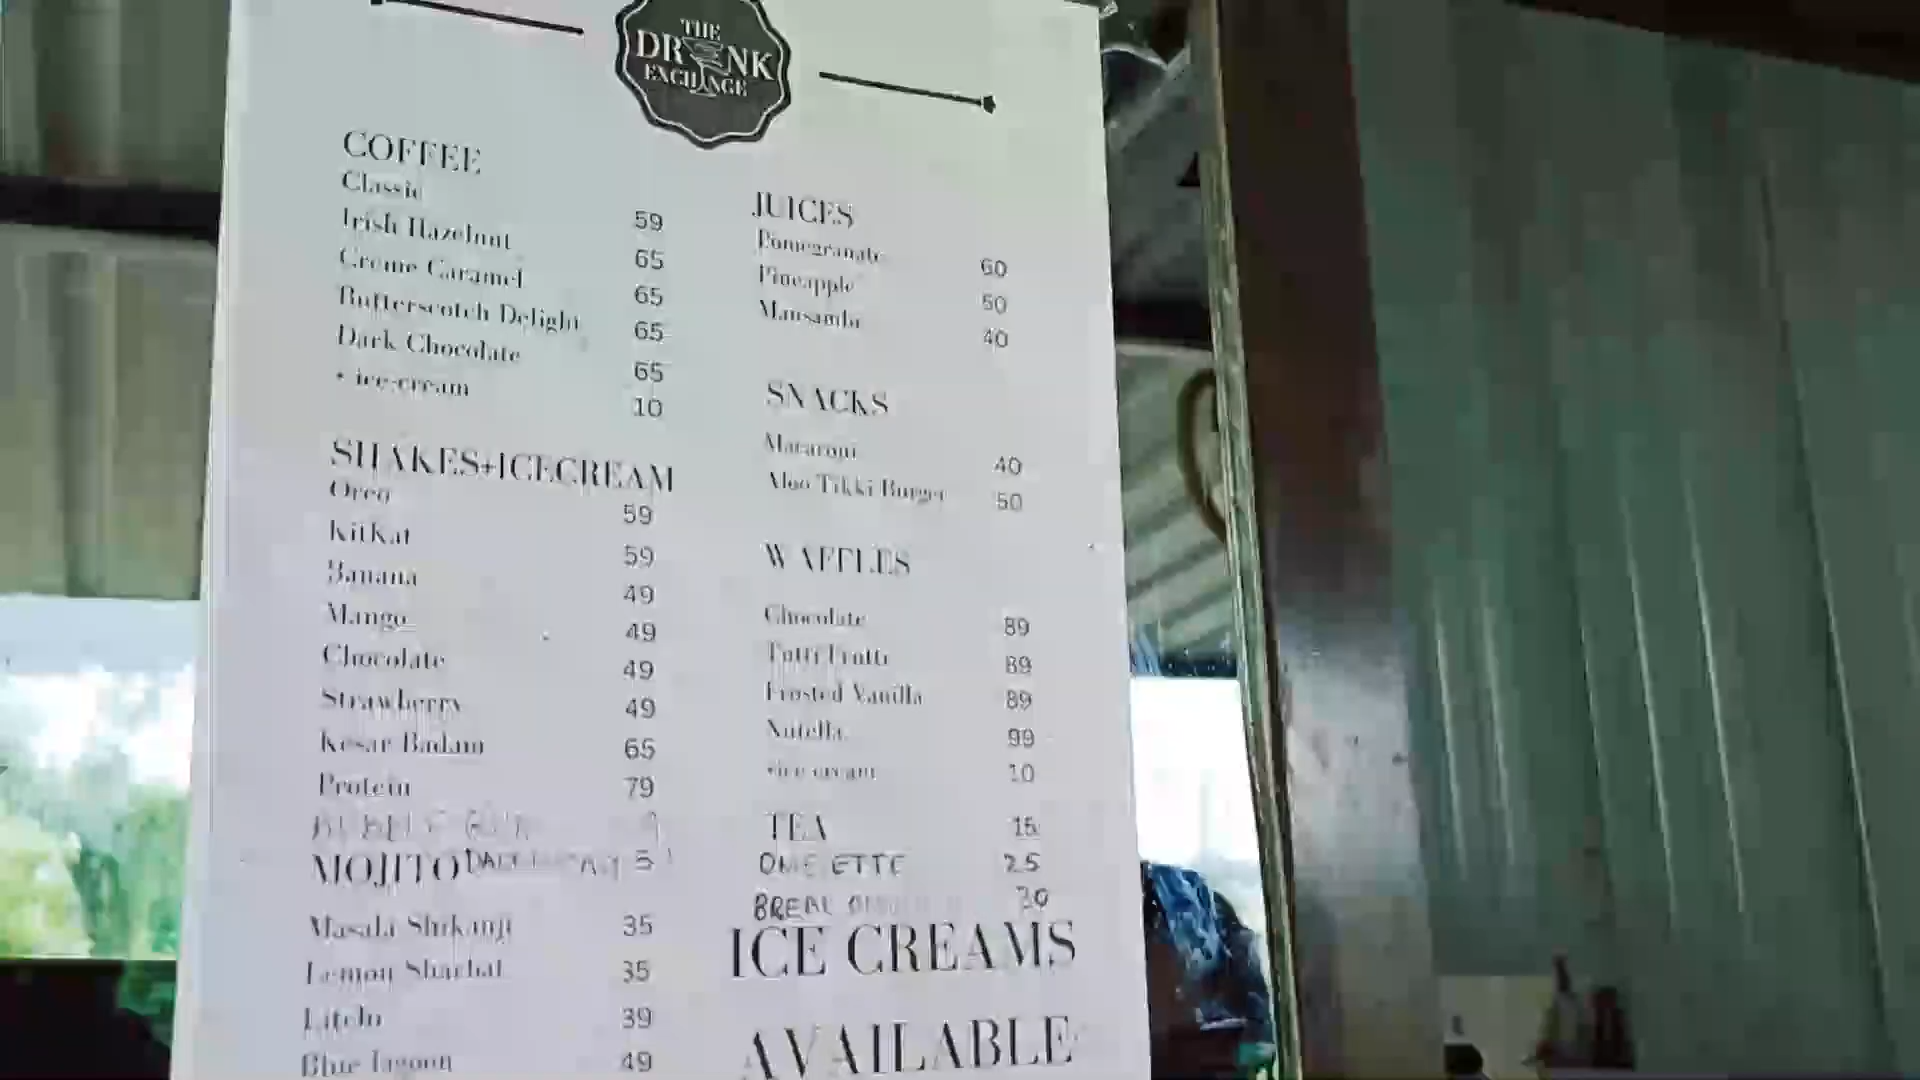 THE
DRINK
EXCHANGE
COFFEE
Classic 59
Irish Hazelnut 65
Creme Caramel 65
Butterscotch Delight 65
Dark Chocolate 65
+ ice-cream 10
SHAKES+ICECREAM
Oreo 59
KitKat 59
Banana 49
Mango 49
Chocolate 49
Strawberry 49
Kesar Badam 65
Protein 79
MOJITO
Masala Shikanji 35
Lemon Sharbat 35
Litelo 39
Blue Lagoon 49
JUICES
Pomegranate 60
Pineapple 50
Mausambi 40
SNACKS
Macaroni 40
Aloo Tikki Burger 50
WAFFLES
Chocolate 89
Tutti Frutti 89
Frosted Vanilla 89
Nutella 99
+ice cream 10
TEA 15
OMELETTE 25
ICE CREAMS
AVAILABLE